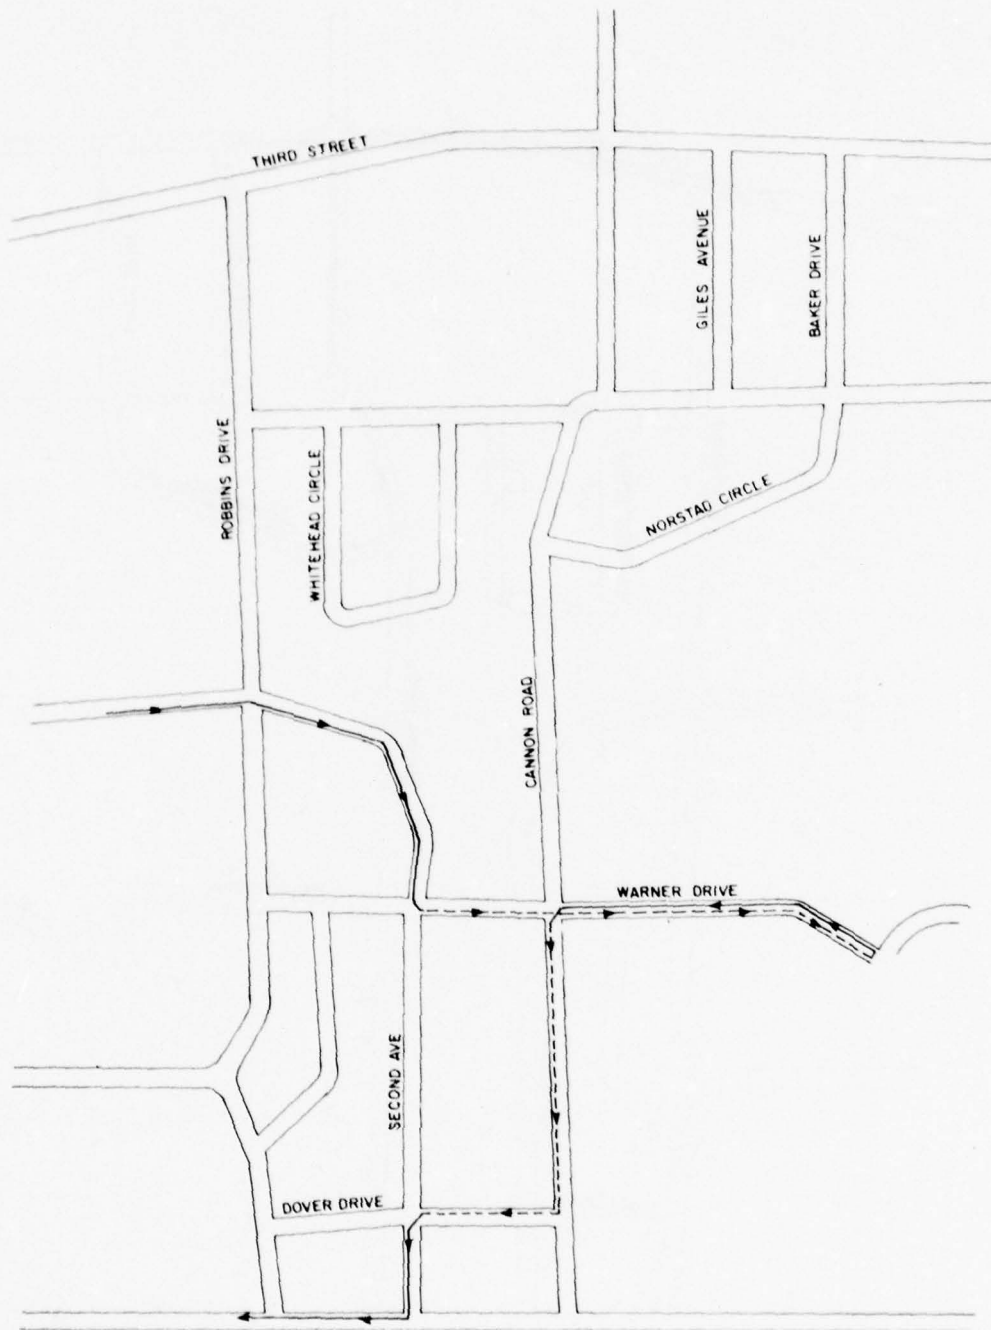 THIRD STREET
GILES AVENUE
BAKER DRIVE
ROBBINS DRIVE
WHITEHEAD CIRCLE
NORSTAD CIRCLE
CANNON ROAD
WARNER DRIVE
SECOND AVE
DOVER DRIVE